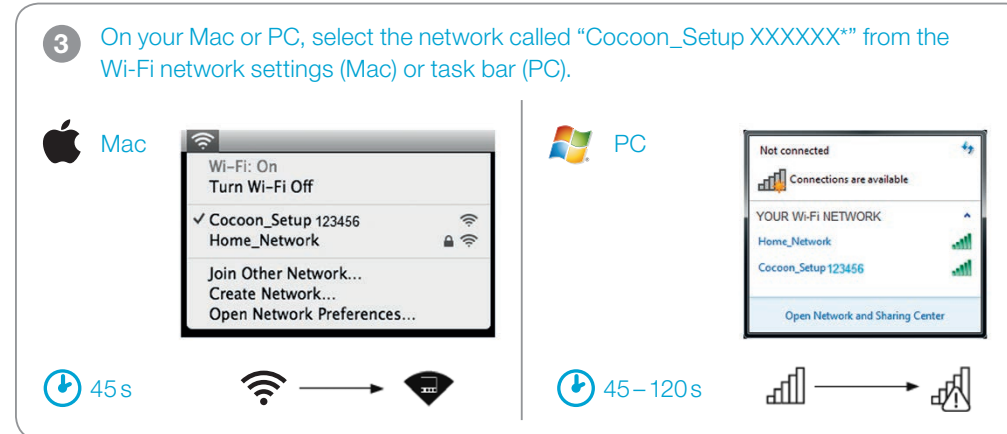 3
On your Mac or PC, select the network called “Cocoon_Setup XXXXXX*” from the
Wi-Fi network settings (Mac) or task bar (PC).
Mac
Wi-Fi: On
Turn Wi-Fi Off
✓ Cocoon_Setup 123456
Home_Network
Join Other Network...
Create Network...
Open Network Preferences...
45 s
PC
Not connected
Connections are available
YOUR Wi-Fi NETWORK
Home_Network
Cocoon_Setup 123456
Open Network and Sharing Center
45 – 120 s